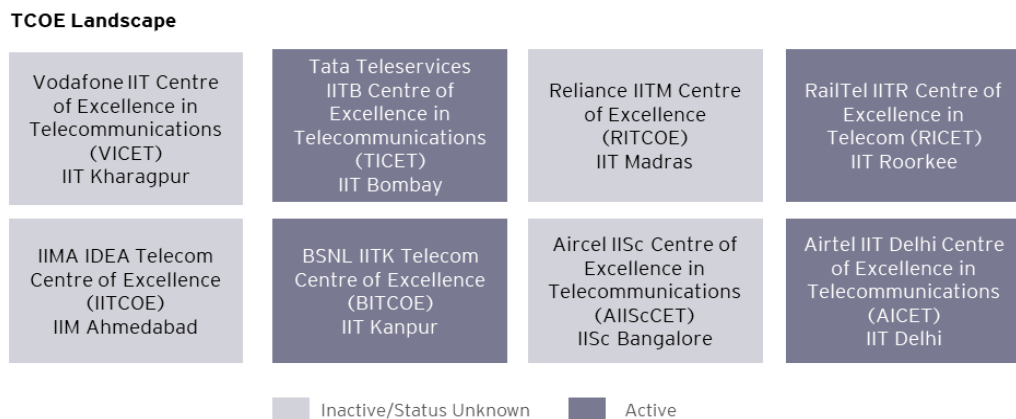 TCOE Landscape
Vodafone IIT Centre
of Excellence in
Telecommunications
(VICET)
IIT Kharagpur
Tata Teleservices
IITB Centre of
Excellence in
Telecommunications
(TICET)
IIT Bombay
Reliance IITM Centre
of Excellence
(RITCOE)
IIT Madras
RailTel IITR Centre of
Excellence in
Telecom (RICET)
IIT Roorkee
IIMA IDEA Telecom
Centre of Excellence
(IITCOE)
IIM Ahmedabad
BSNL IITK Telecom
Centre of Excellence
(BITCOE)
IIT Kanpur
Aircel IISc Centre of
Excellence in
Telecommunications
(AIIScCET)
IISc Bangalore
Airtel IIT Delhi Centre
of Excellence in
Telecommunications
(AICET)
IIT Delhi
Inactive/Status Unknown
Active